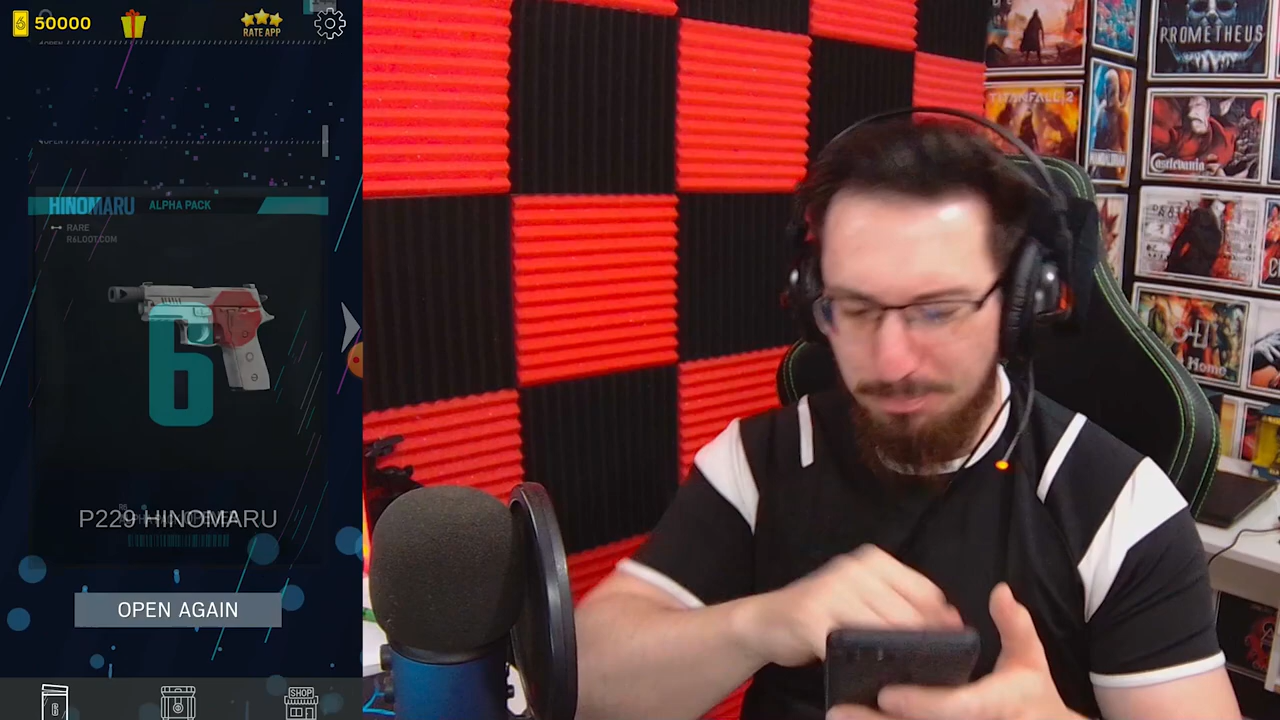 50000
RATE APP
HINOMARU ALPHA PACK
RARE
R6LOOT.COM
6
P229 HINOMARU
OPEN AGAIN
SHOP
PROMETHEUS
TITANFALL 2
Castlevania